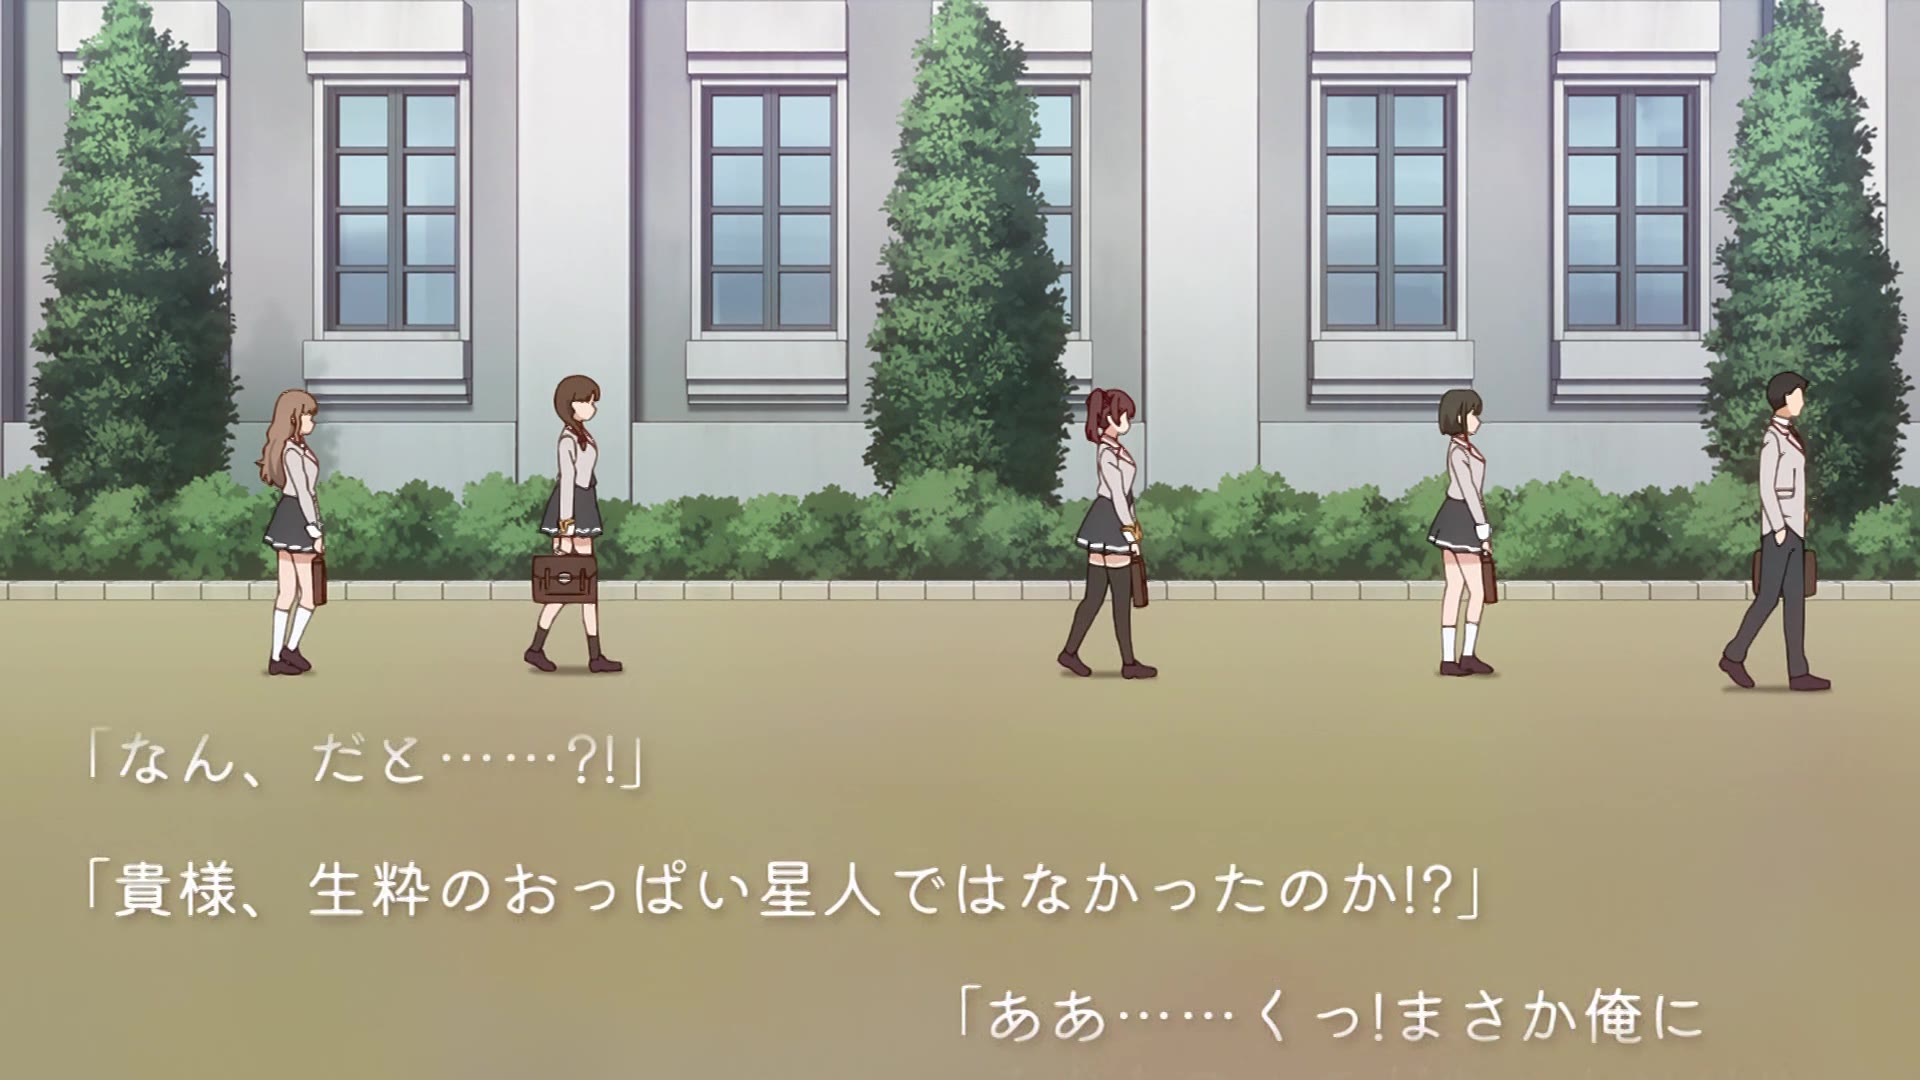 「なん、だと……?!」
「貴様、生粋のおっぱい星人ではなかったのか!?」
「ああ……くっ!まさか俺に